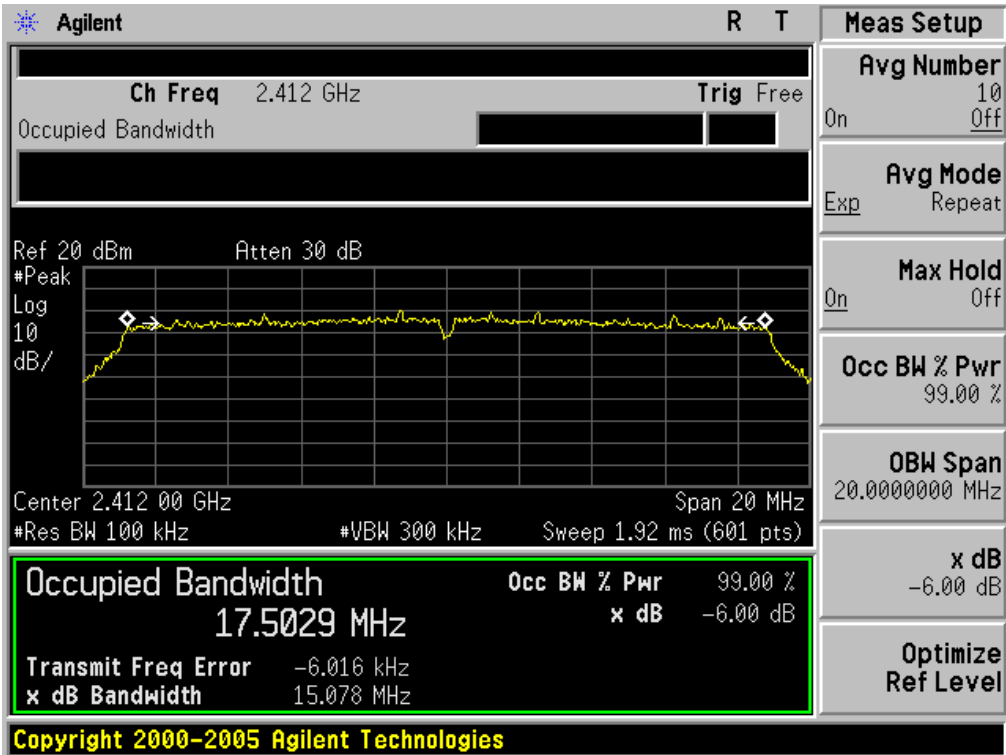 Agilent R T
Ch Freq 2.412 GHz Trig Free
Occupied Bandwidth
Ref 20 dBm Atten 30 dB
#Peak
Log
10
dB/
Center 2.412 00 GHz Span 20 MHz
#Res BW 100 kHz #VBW 300 kHz Sweep 1.92 ms (601 pts)
Occupied Bandwidth Occ BW % Pwr 99.00 %
17.5029 MHz x dB -6.00 dB
Transmit Freq Error -6.016 kHz
x dB Bandwidth 15.078 MHz
Copyright 2000-2005 Agilent Technologies
Meas Setup
Avg Number
10
On Off
Avg Mode
Exp Repeat
Max Hold
On Off
Occ BW % Pwr
99.00 %
OBW Span
20.0000000 MHz
x dB
-6.00 dB
Optimize
Ref Level